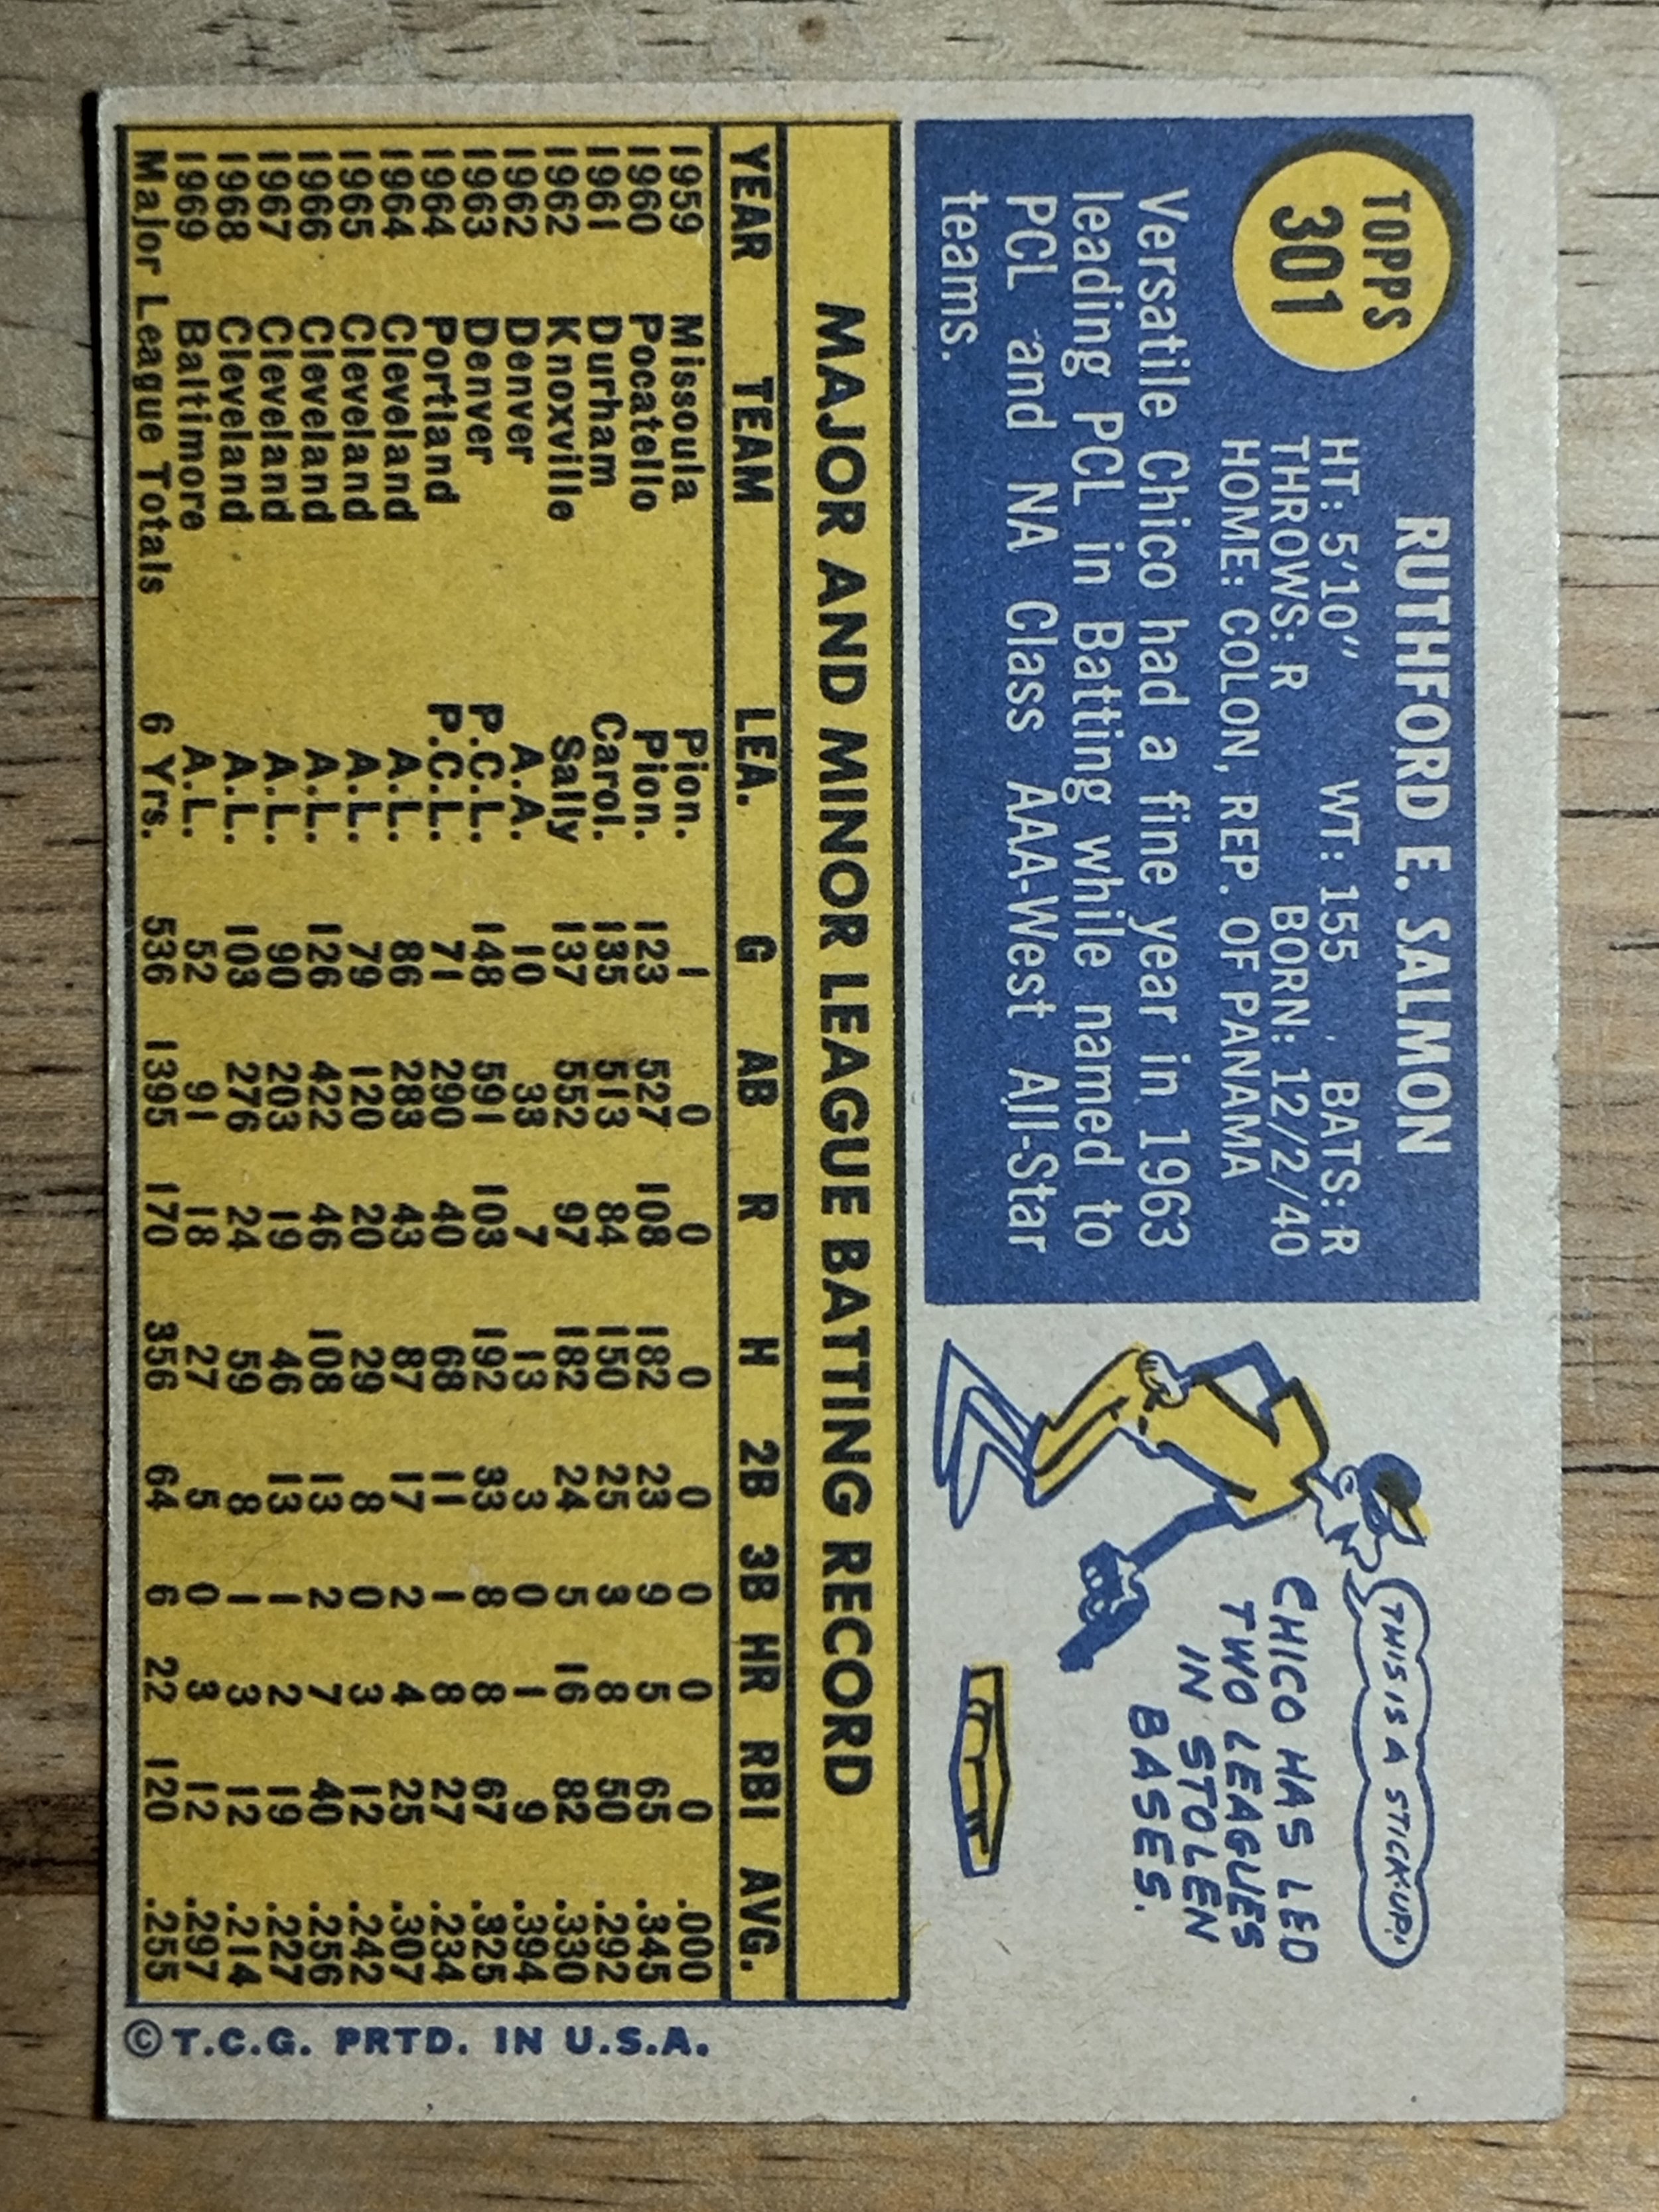 TOPPS
301
RUTHFORD E. SALMON
HT: 5'10" WT: 155 BATS: R
THROWS: R BORN: 12/2/40
HOME: COLON, REP. OF PANAMA
Versatile Chico had a fine year in 1963
leading PCL in Batting while named to
PCL and NA Class AAA-West All-Star
teams.
THIS IS A STICKUP!
CHICO HAS LED
TWO LEAGUES
IN STOLEN
BASES.
MAJOR AND MINOR LEAGUE BATTING RECORD
YEAR TEAM LEA. G AB R H 2B 3B HR RBI AVG.
1959 Missoula Pion. 1 0 0 0 0 0 0 0 .000
1960 Pocatello Pion. 123 527 108 182 23 9 5 65 .345
1961 Durham Carol. 135 513 84 150 25 3 8 50 .292
1962 Knoxville Sally 137 552 97 182 24 5 16 82 .330
1962 Denver A.A. 10 33 7 13 3 0 1 9 .394
1963 Denver P.C.L. 148 591 103 192 33 8 8 67 .325
1964 Portland P.C.L. 71 290 40 68 11 1 8 27 .234
1964 Cleveland A.L. 86 283 43 87 17 2 4 25 .307
1965 Cleveland A.L. 79 120 20 29 8 0 3 12 .242
1966 Cleveland A.L. 126 422 46 108 13 2 7 40 .256
1967 Cleveland A.L. 90 203 19 46 13 1 2 19 .227
1968 Cleveland A.L. 103 276 24 59 8 1 3 12 .214
1969 Baltimore A.L. 52 91 18 27 5 0 3 12 .297
Major League Totals 6 Yrs. 536 1395 170 356 64 6 22 120 .255
© T.C.G. PRTD. IN U.S.A.